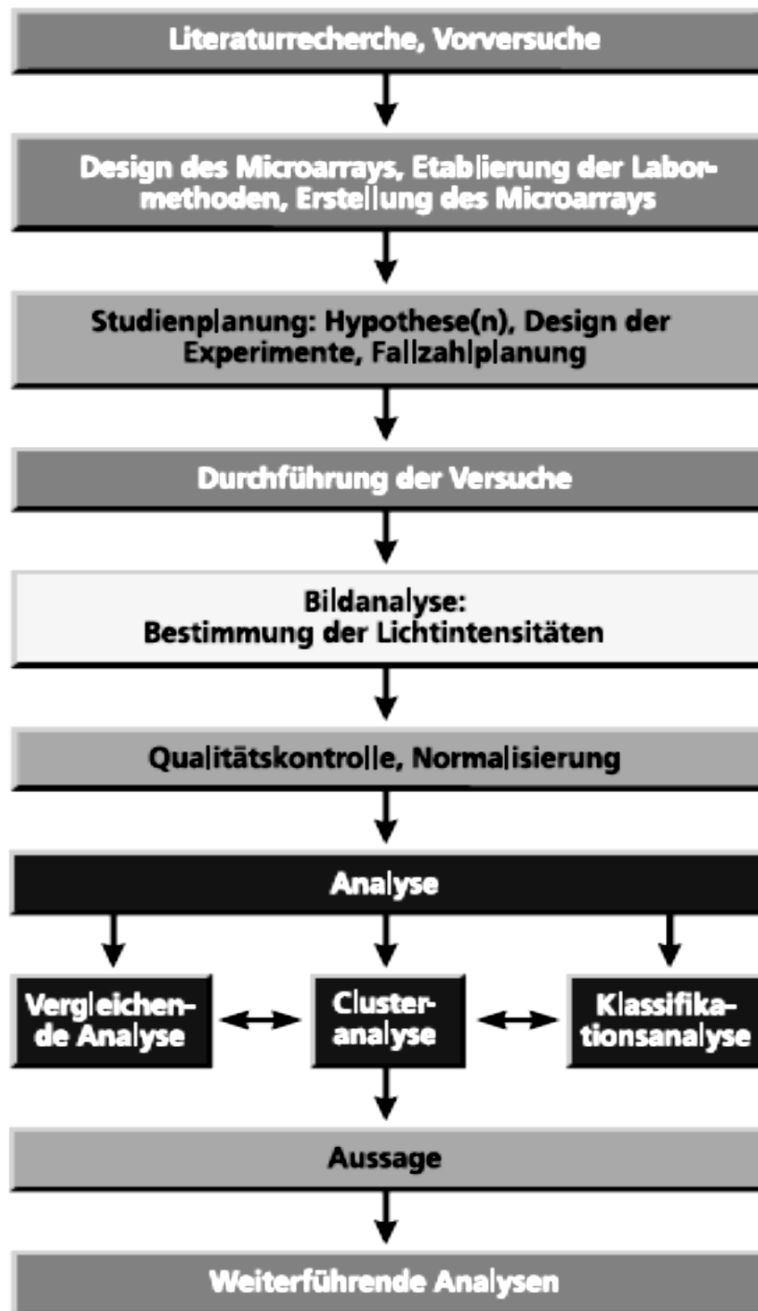 Literaturrecherche, Vorversuche
Design des Microarrays, Etablierung der Labor-
methoden, Erstellung des Microarrays
Studienplanung: Hypothese(n), Design der
Experimente, Fallzahlplanung
Durchführung der Versuche
Bildanalyse:
Bestimmung der Lichtintensitäten
Qualitätskontrolle, Normalisierung
Analyse
Vergleichen-
de Analyse
Cluster-
analyse
Klassifika-
tionsanalyse
Aussage
Weiterführende Analysen